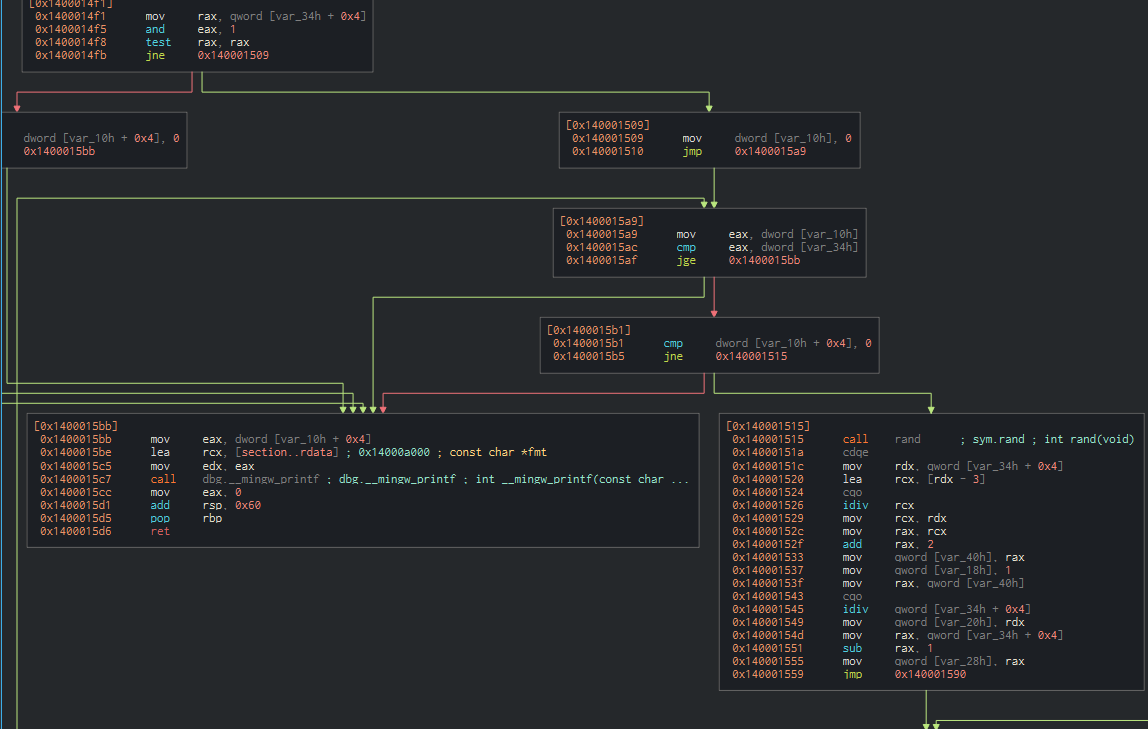 [0x1400014f1]
0x1400014f1 mov rax, qword [var_34h + 0x4]
0x1400014f5 and eax, 1
0x1400014f8 test rax, rax
0x1400014fb jne 0x140001509
dword [var_10h + 0x4], 0
0x1400015bb
[0x140001509]
0x140001509 mov dword [var_10h], 0
0x140001510 jmp 0x1400015a9
[0x1400015a9]
0x1400015a9 mov eax, dword [var_10h]
0x1400015ac cmp eax, dword [var_34h]
0x1400015af jge 0x1400015bb
[0x1400015b1]
0x1400015b1 cmp dword [var_10h + 0x4], 0
0x1400015b5 jne 0x140001515
[0x1400015bb]
0x1400015bb mov eax, dword [var_10h + 0x4]
0x1400015be lea rcx, [section..rdata] ; 0x14000a000 ; const char *fmt
0x1400015c5 mov edx, eax
0x1400015c7 call dbg.__mingw_printf ; dbg.__mingw_printf ; int __mingw_printf(const char ...
0x1400015cc mov eax, 0
0x1400015d1 add rsp, 0x60
0x1400015d5 pop rbp
0x1400015d6 ret
[0x140001515]
0x140001515 call rand ; sym.rand ; int rand(void)
0x14000151a cdqe
0x14000151c mov rdx, qword [var_34h + 0x4]
0x140001520 lea rcx, [rdx - 3]
0x140001524 cqo
0x140001526 idiv rcx
0x140001529 mov rcx, rdx
0x14000152c mov rax, rcx
0x14000152f add rax, 2
0x140001533 mov qword [var_40h], rax
0x140001537 mov qword [var_18h], 1
0x14000153f mov rax, qword [var_40h]
0x140001543 cqo
0x140001545 idiv qword [var_34h + 0x4]
0x140001549 mov qword [var_20h], rdx
0x14000154d mov rax, qword [var_34h + 0x4]
0x140001551 sub rax, 1
0x140001555 mov qword [var_28h], rax
0x140001559 jmp 0x140001590